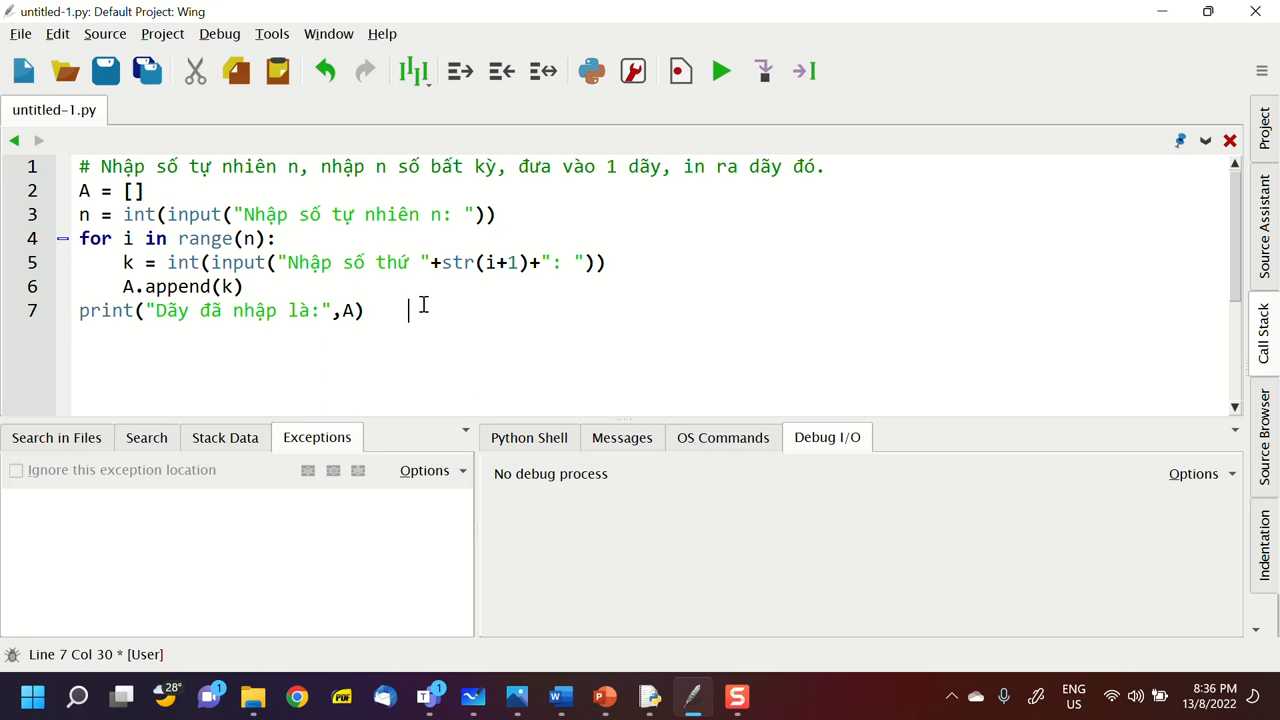 untitled-1.py: Default Project: Wing
File Edit Source Project Debug Tools Window Help
untitled-1.py
1 # Nhập số tự nhiên n, nhập n số bất kỳ, đưa vào 1 dãy, in ra dãy đó.
2 A = []
3 n = int(input("Nhập số tự nhiên n: "))
4 for i in range(n):
5 k = int(input("Nhập số thứ "+str(i+1)+": "))
6 A.append(k)
7 print("Dãy đã nhập là:",A)
Project
Source Assistant
Call Stack
Source Browser
Indentation
Search in Files Search Stack Data Exceptions
Ignore this exception location Options
Python Shell Messages OS Commands Debug I/O
No debug process Options
Line 7 Col 30 * [User]
28° 1 1 PDF W P S
ENG
US
8:36 PM
13/8/2022